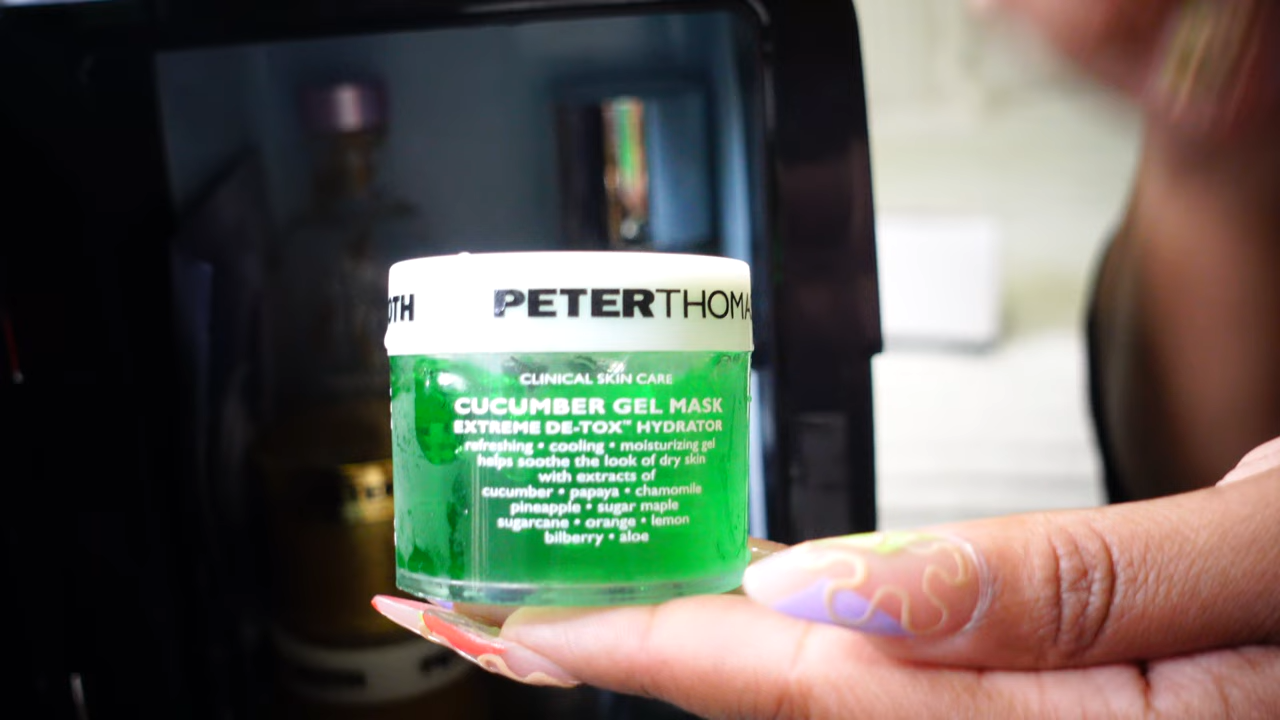 OTH PETERTHOMA
CLINICAL SKIN CARE
CUCUMBER GEL MASK
EXTREME DE-TOX™ HYDRATOR
refreshing • cooling • moisturizing gel
helps soothe the look of dry skin
with extracts of
cucumber • papaya • chamomile
pineapple • sugar maple
sugarcane • orange • lemon
bilberry • aloe